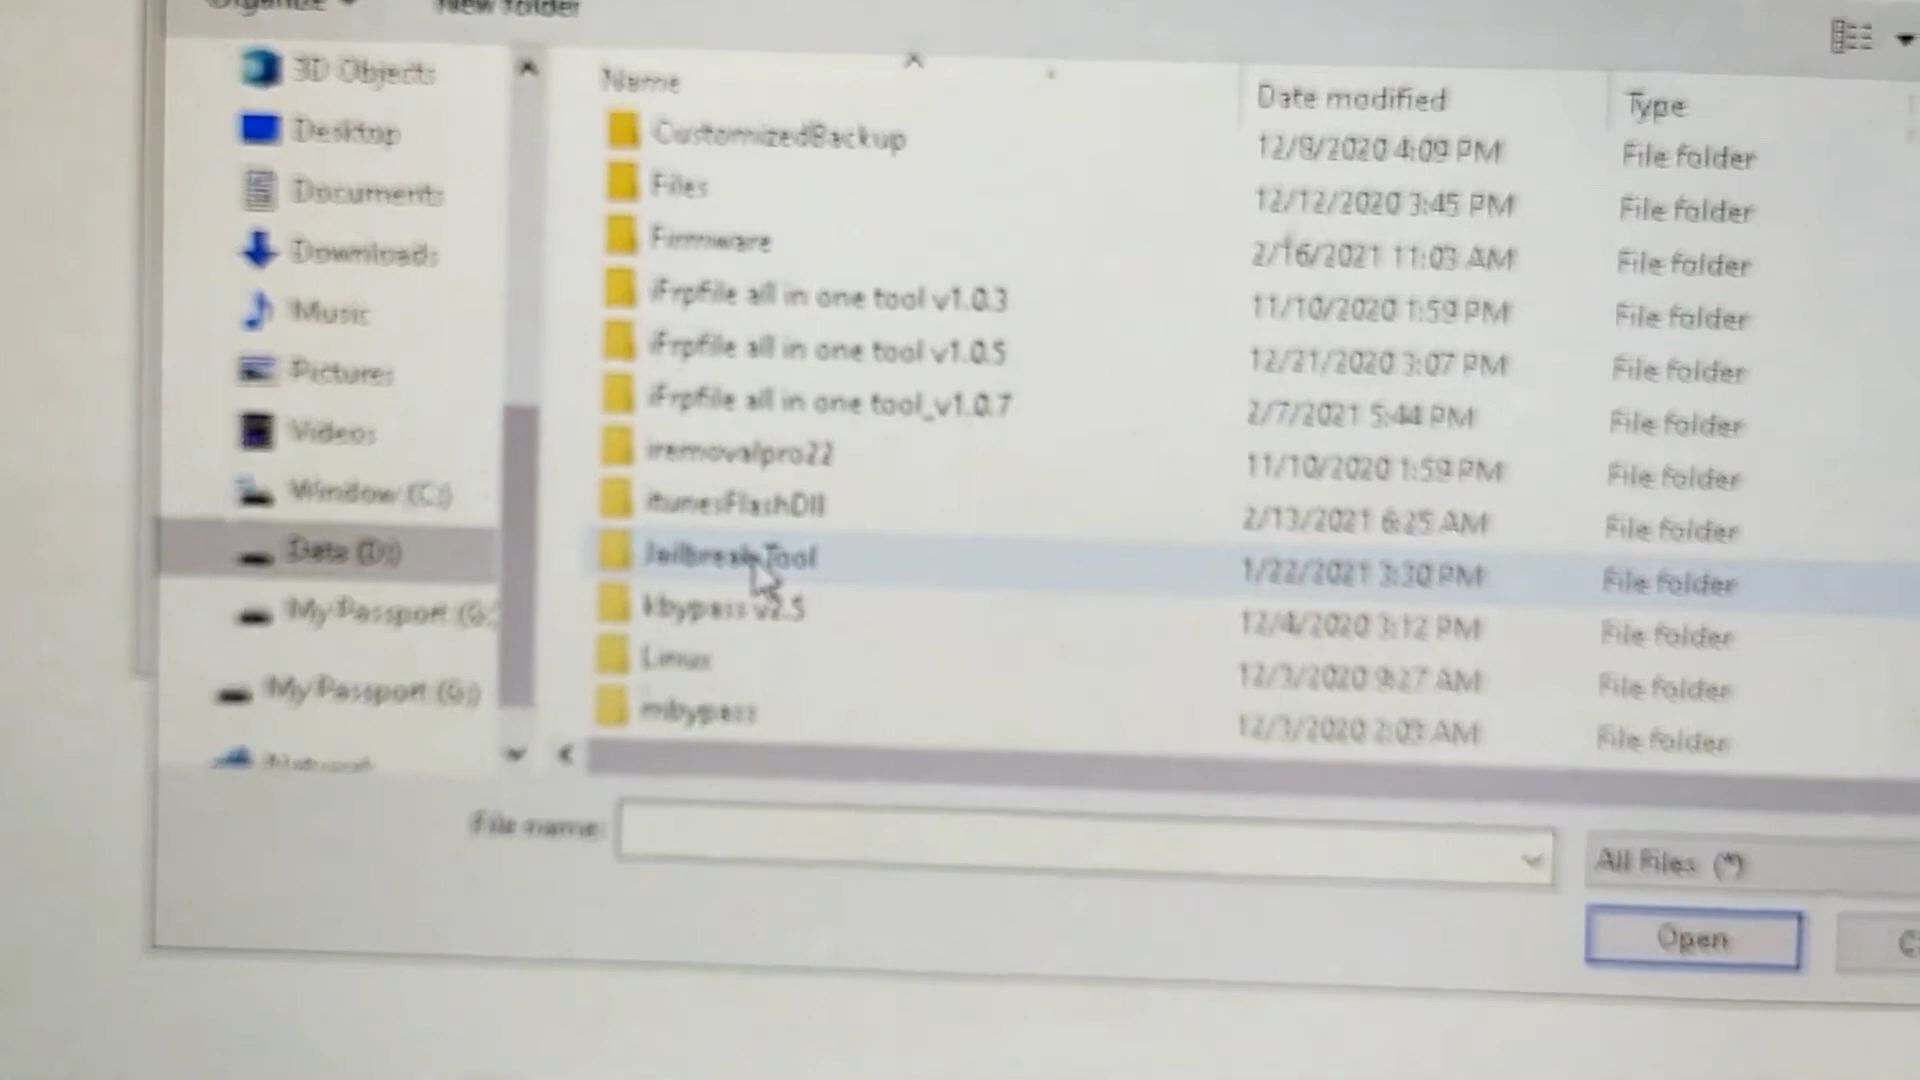 Organize New folder
3D Objects
Desktop
Documents
Downloads
Music
Pictures
Videos
Window (C:)
Data (D:)
My Passport (G:
My Passport (G:)
Network
Name Date modified Type
CustomizedBackup 12/8/2020 4:09 PM File folder
Files 12/12/2020 3:45 PM File folder
Firmware 2/16/2021 11:03 AM File folder
iFrpfile all in one tool v1.0.3 11/10/2020 1:59 PM File folder
iFrpfile all in one tool v1.0.5 12/21/2020 3:07 PM File folder
iFrpfile all in one tool_v1.0.7 2/7/2021 5:44 PM File folder
iremovalpro22 11/10/2020 1:59 PM File folder
itunesFlashDll 2/13/2021 6:25 AM File folder
Jailbreak Tool 1/22/2021 3:30 PM File folder
kbypass v2.5 12/4/2020 3:12 PM File folder
Linux 12/3/2020 9:27 AM File folder
mbypass 12/3/2020 2:03 AM File folder
File name:
All Files (*)
Open